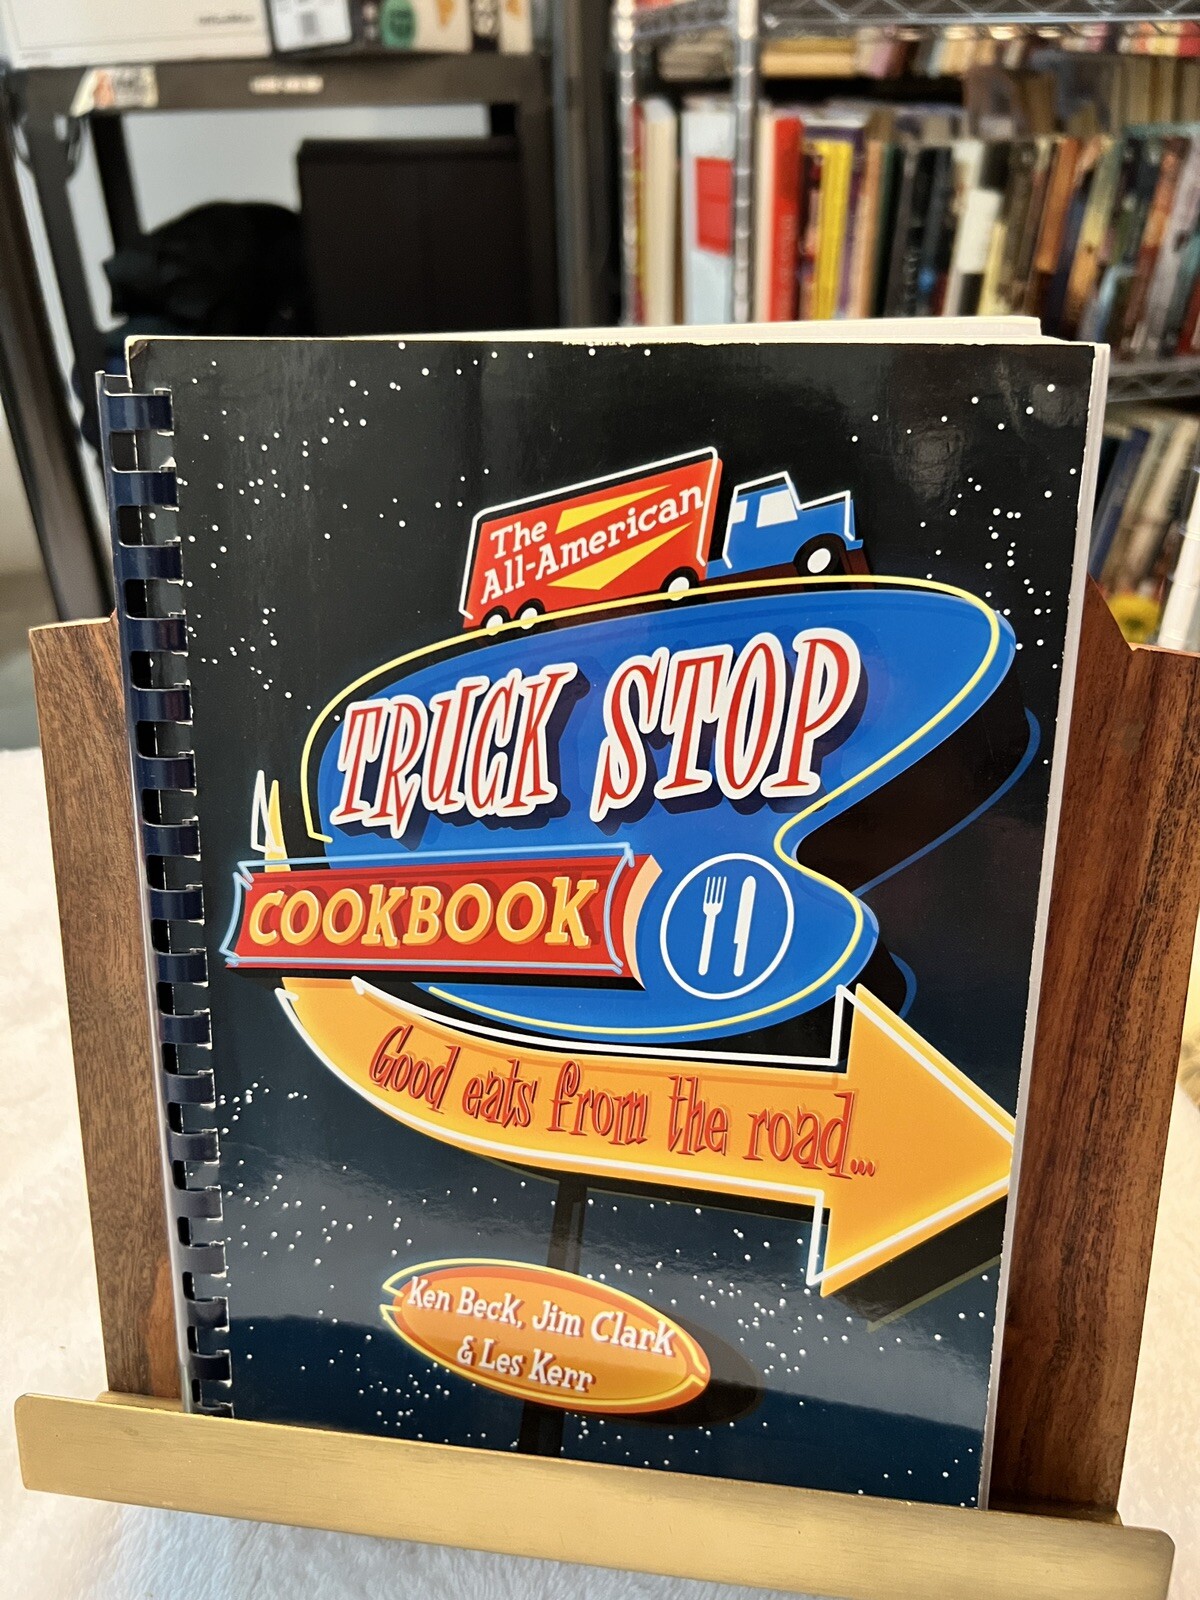 The
All-American
TRUCK STOP
COOKBOOK
Good eats from the road...
Ken Beck, Jim Clark
& Les Kerr